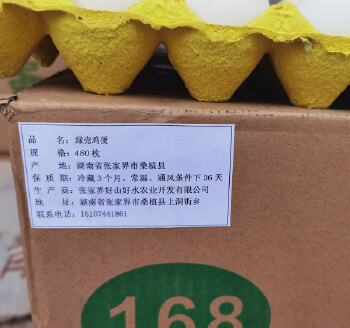 品 名：绿壳鸡蛋
规 格：480枚
产 地：湖南省张家界市桑植县
保 质 期：冷藏3个月、常温、通风条件下36天
生 产 商：张家界好山好水农业开发有限公司
地 址：湖南省张家界市桑植县上洞街乡
联系电话：15107441861
168